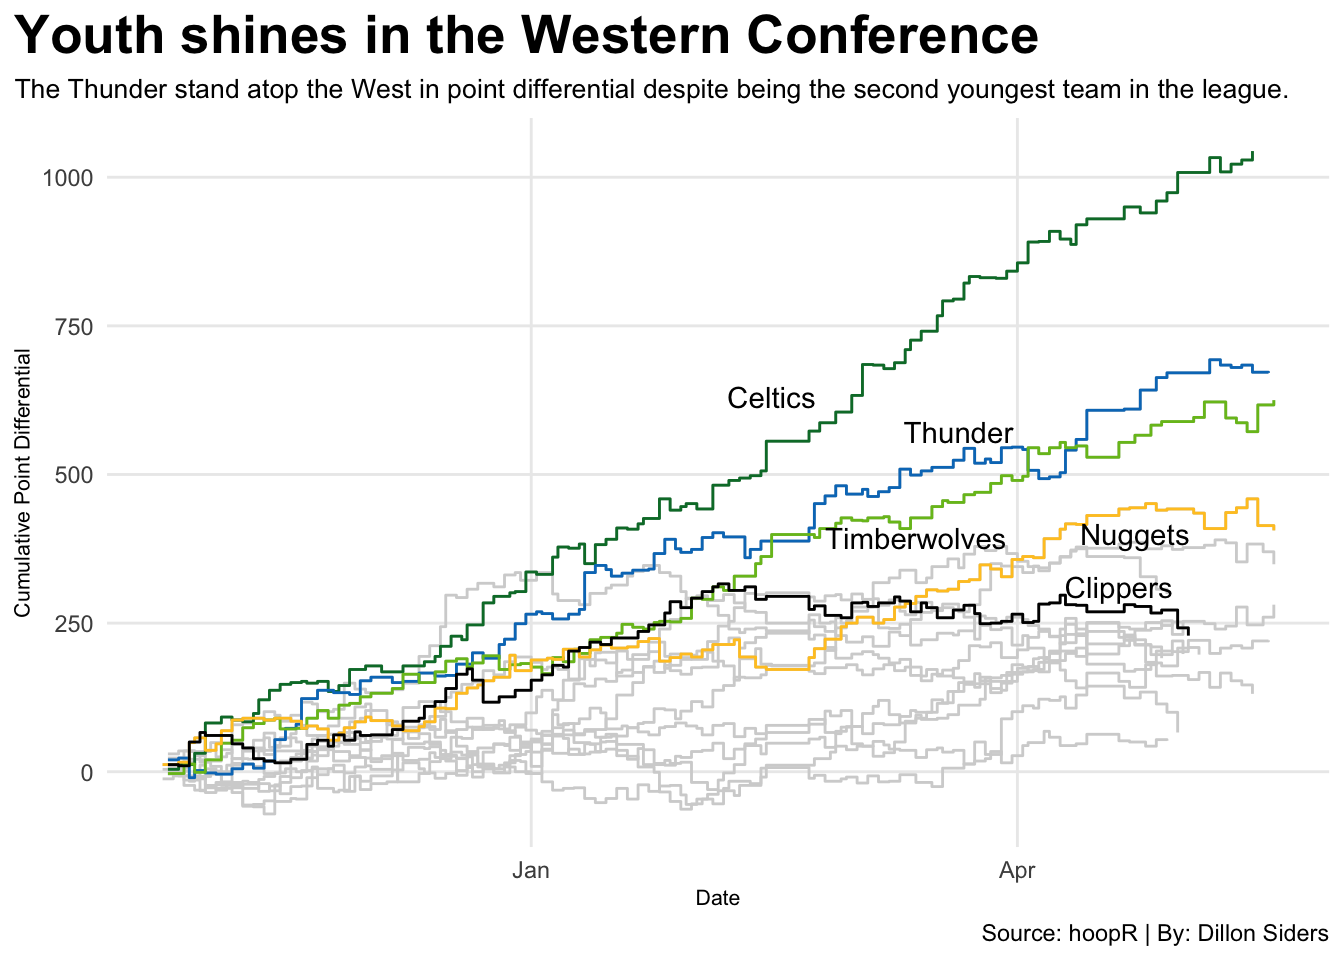 Youth shines in the Western Conference
The Thunder stand atop the West in point differential despite being the second youngest team in the league.
Cumulative Point Differential
1000
750
500
250
0
Celtics
Thunder
Timberwolves
Nuggets
Clippers
Jan
Apr
Date
Source: hoopR | By: Dillon Siders